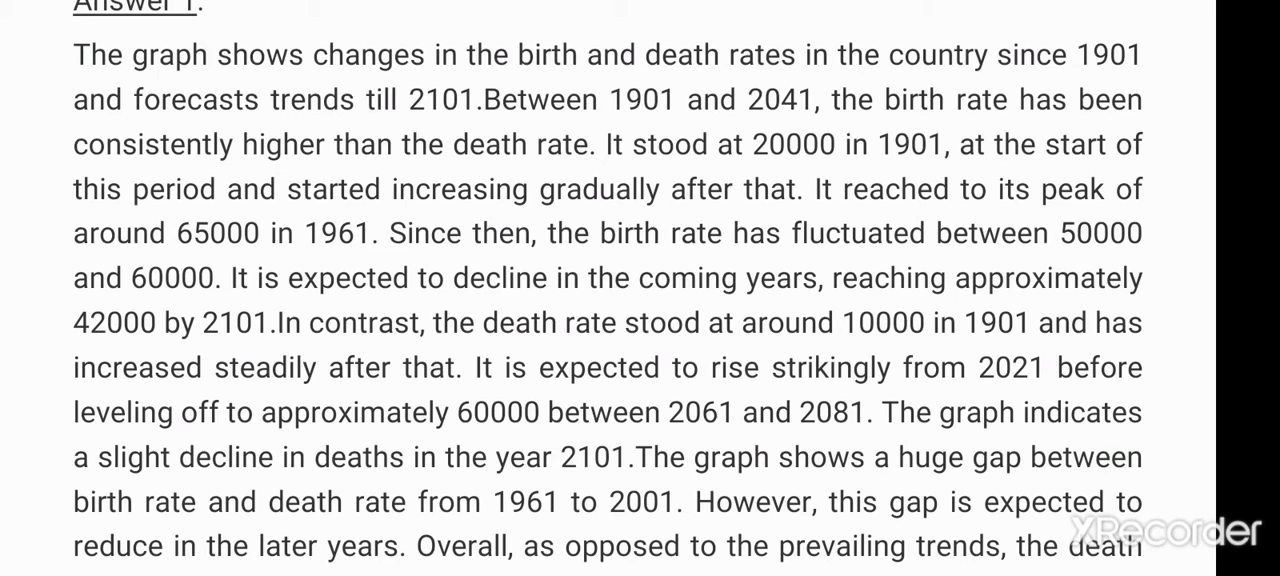 Answer 1:
The graph shows changes in the birth and death rates in the country since 1901
and forecasts trends till 2101.Between 1901 and 2041, the birth rate has been
consistently higher than the death rate. It stood at 20000 in 1901, at the start of
this period and started increasing gradually after that. It reached to its peak of
around 65000 in 1961. Since then, the birth rate has fluctuated between 50000
and 60000. It is expected to decline in the coming years, reaching approximately
42000 by 2101.In contrast, the death rate stood at around 10000 in 1901 and has
increased steadily after that. It is expected to rise strikingly from 2021 before
leveling off to approximately 60000 between 2061 and 2081. The graph indicates
a slight decline in deaths in the year 2101.The graph shows a huge gap between
birth rate and death rate from 1961 to 2001. However, this gap is expected to
reduce in the later years. Overall, as opposed to the prevailing trends, the death
XRecorder